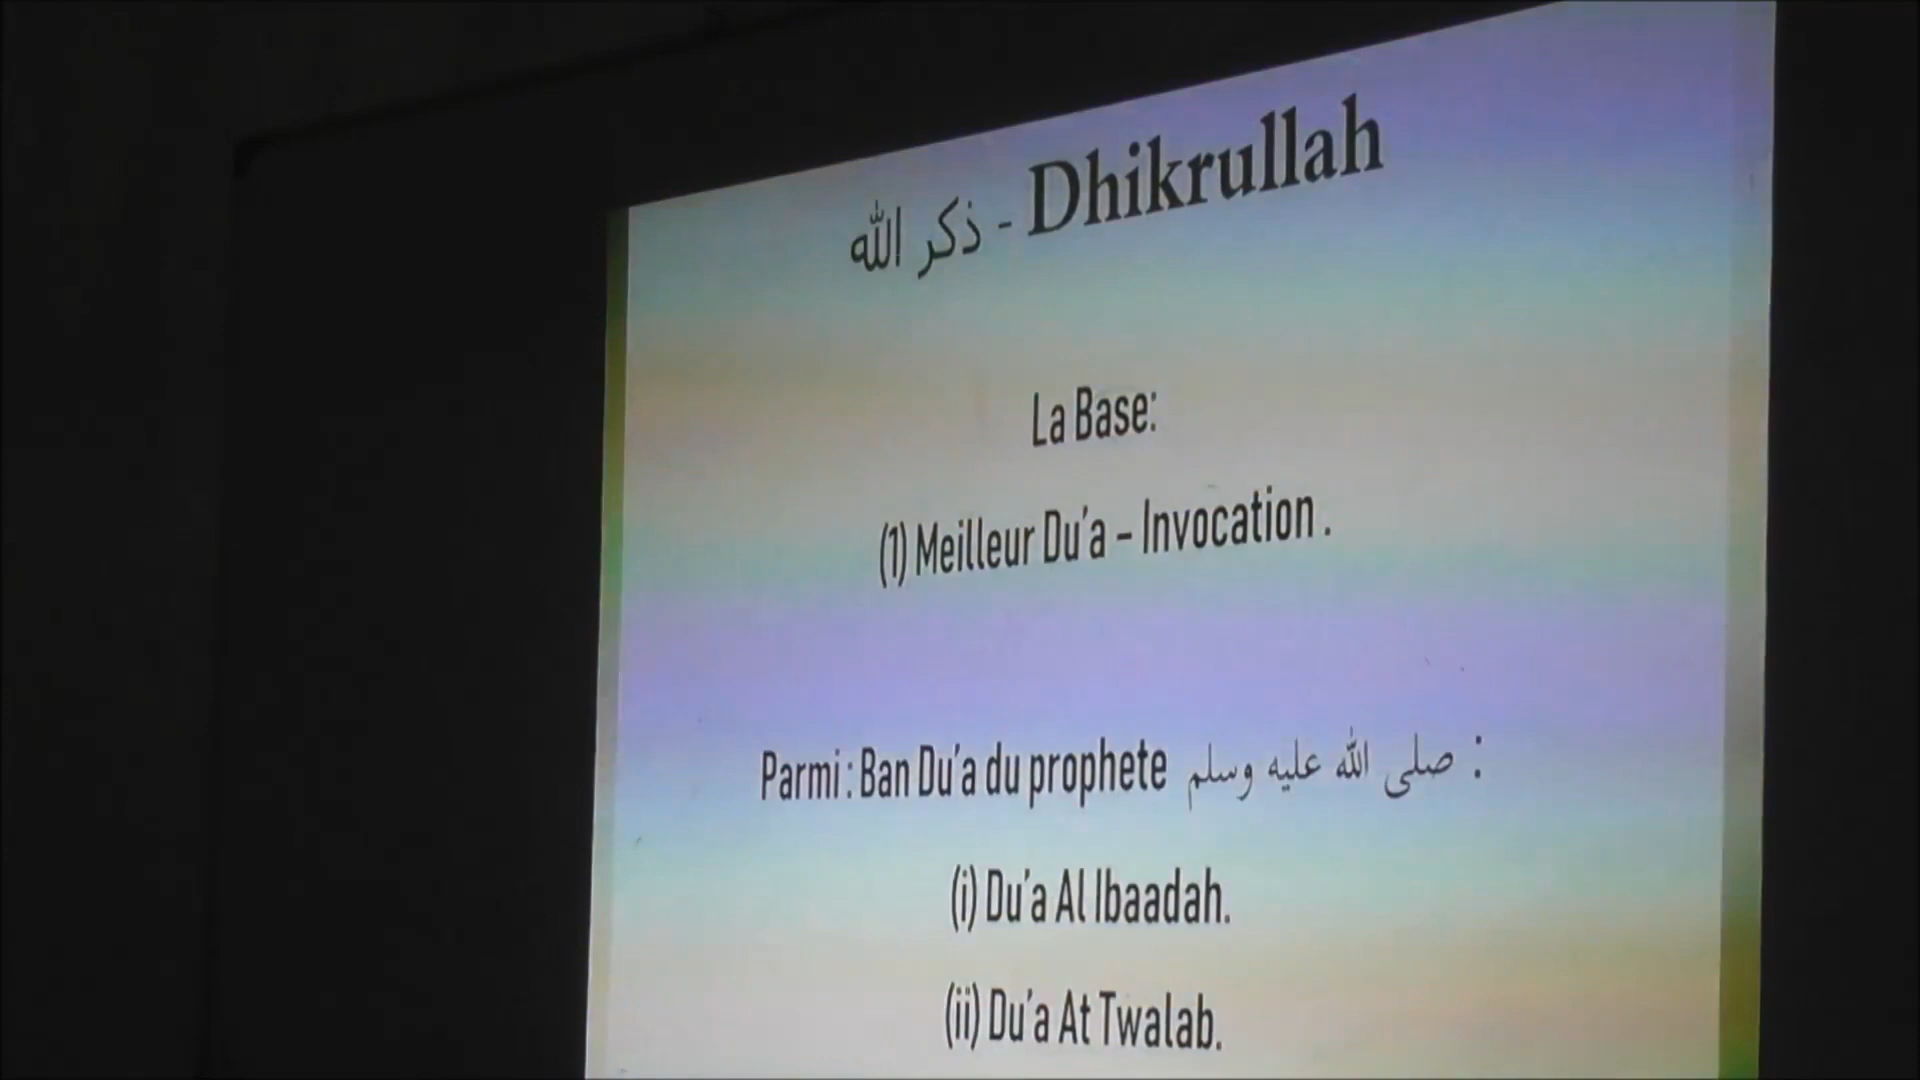 ذكر الله - Dhikrullah
La Base:
(1) Meilleur Du'a – Invocation .
Parmi : Ban Du'a du prophete صلى الله عليه وسلم :
(i) Du'a Al Ibaadah.
(ii) Du'a At Twalab.